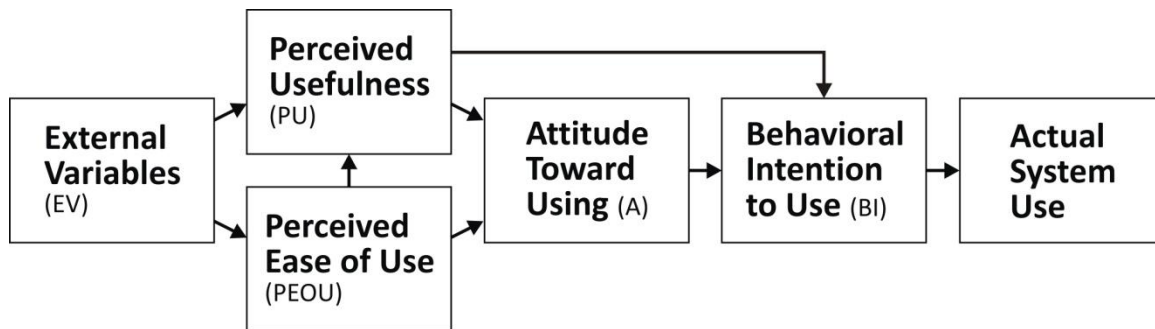 External
Variables
(EV)
Perceived
Usefulness
(PU)
Perceived
Ease of Use
(PEOU)
Attitude
Toward
Using (A)
Behavioral
Intention
to Use (BI)
Actual
System
Use